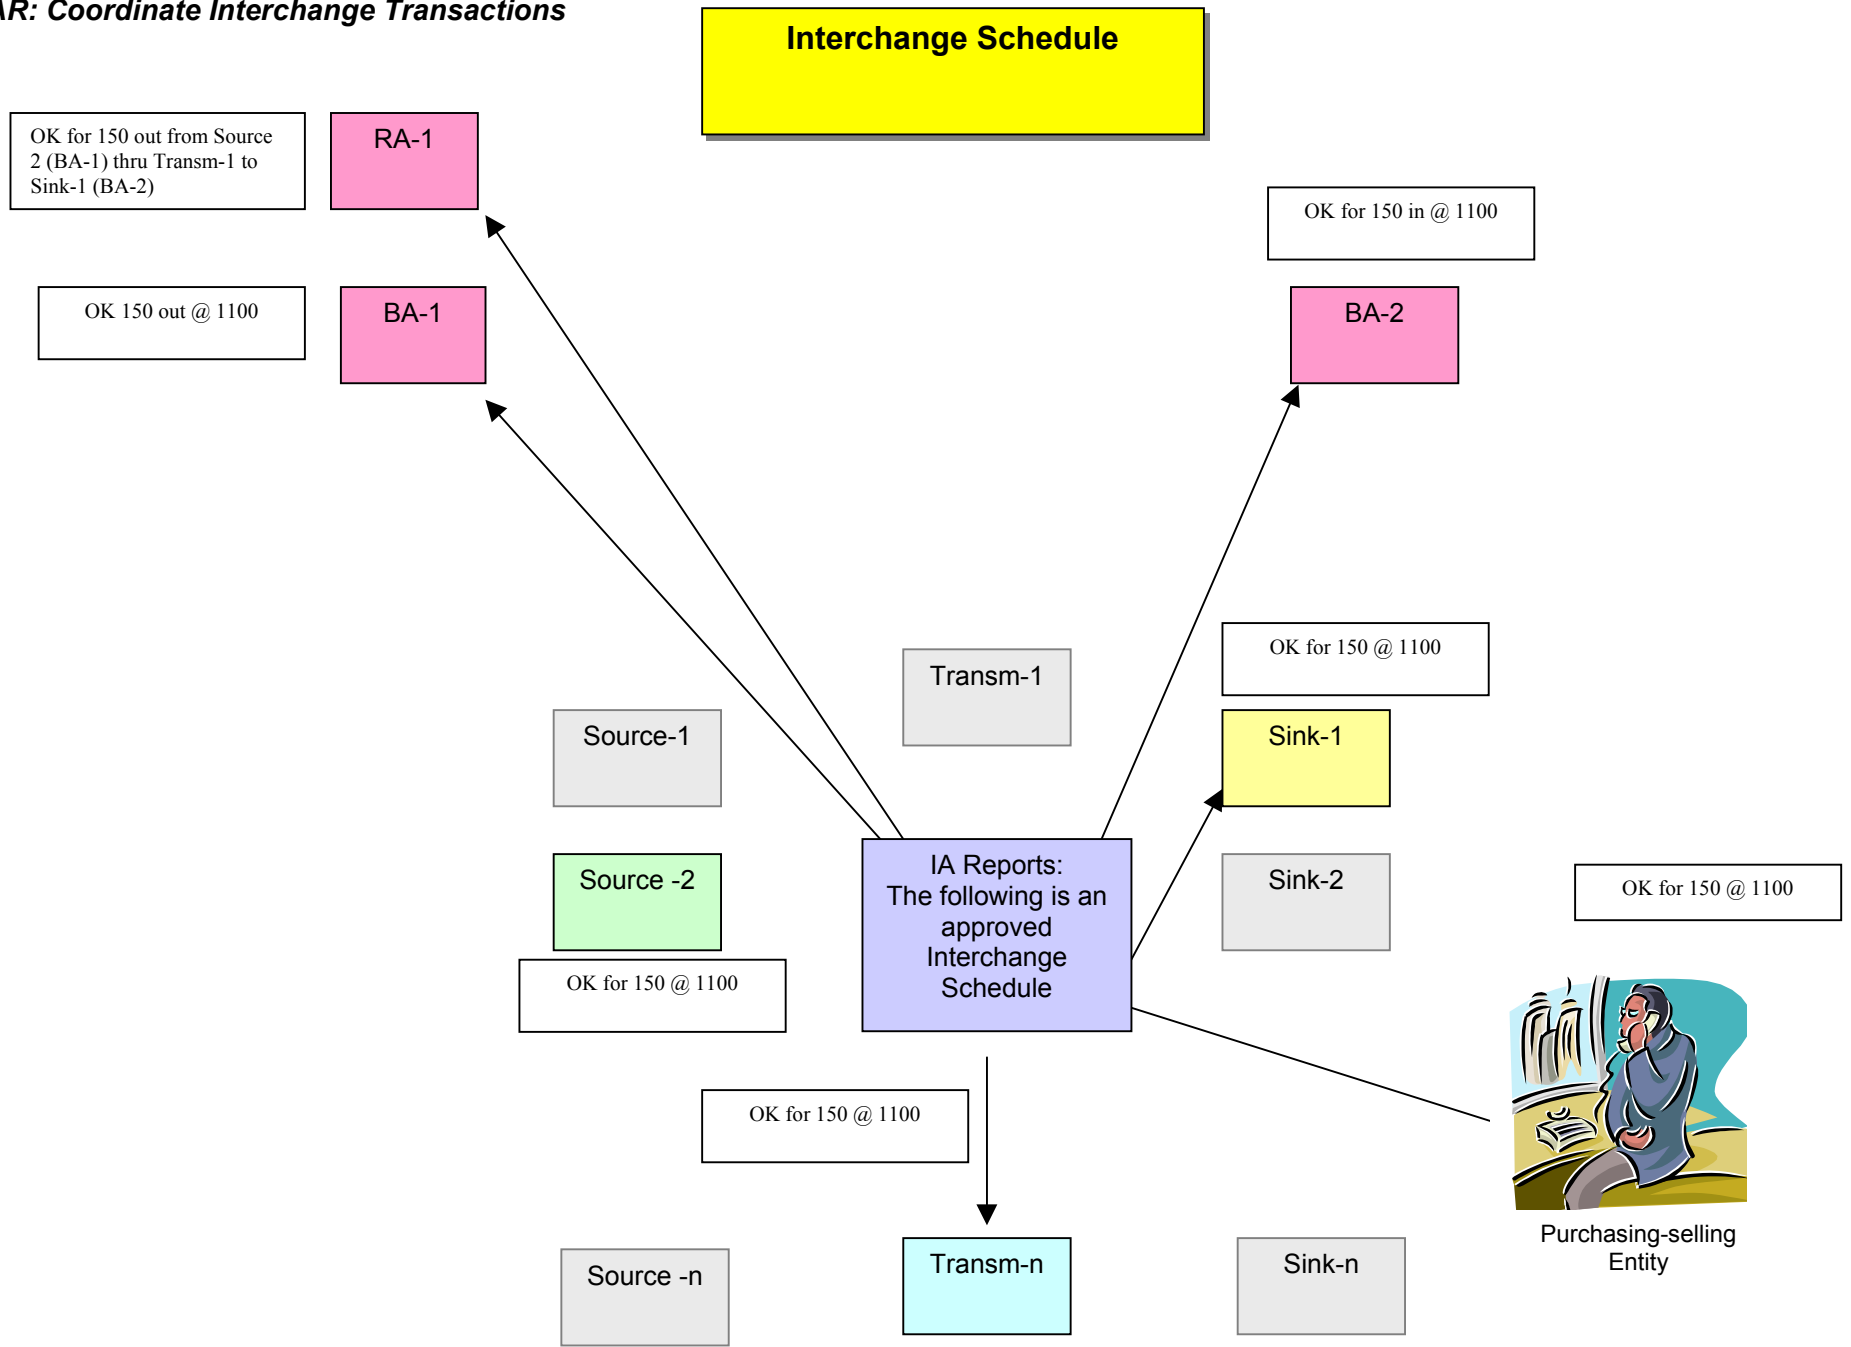 AR: Coordinate Interchange Transactions
Interchange Schedule
OK for 150 out from Source
2 (BA-1) thru Transm-1 to
Sink-1 (BA-2)
RA-1
OK for 150 in @ 1100
OK 150 out @ 1100
BA-1
BA-2
OK for 150 @ 1100
Transm-1
Source-1
Sink-1
IA Reports:
The following is an
approved
Interchange
Schedule
Source -2
Sink-2
OK for 150 @ 1100
OK for 150 @ 1100
OK for 150 @ 1100
Purchasing-selling
Entity
Source -n
Transm-n
Sink-n